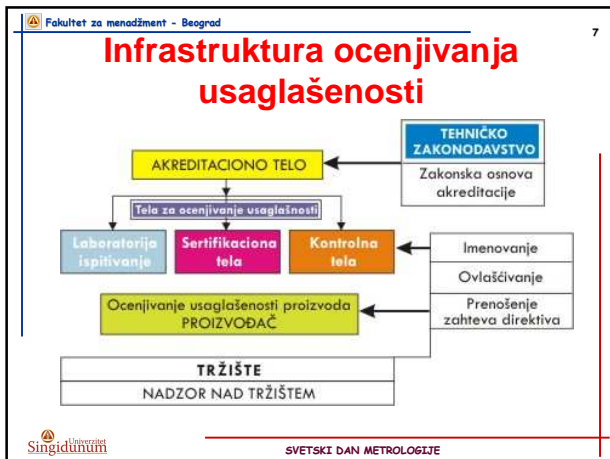 Fakultet za menadžment - Beograd
7
Infrastruktura ocenjivanja
usaglašenosti
TEHNIČKO
ZAKONODAVSTVO
Zakonska osnova
akreditacije
AKREDITACIONO TELO
Tela za ocenjivanje usaglašnosti
Laboratorija
ispitivanje
Sertifikaciona
tela
Kontrolna
tela
Imenovanje
Ovlašćivanje
Prenošenje
zahteva direktiva
Ocenjivanje usaglašenosti proizvoda
PROIZVOĐAČ
TRŽIŠTE
NADZOR NAD TRŽIŠTEM
Univerzitet
Singidunum
SVETSKI DAN METROLOGIJE